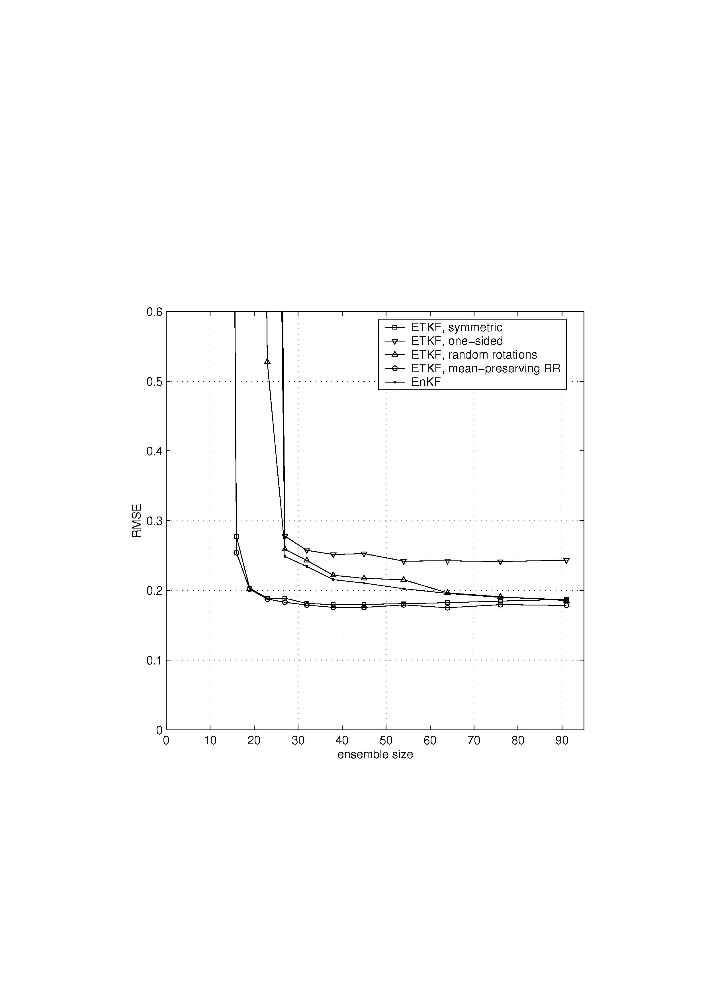 0.6
0.5
0.4
0.3
0.2
0.1
0
RMSE
ETKF, symmetric
ETKF, one−sided
ETKF, random rotations
ETKF, mean−preserving RR
EnKF
0 10 20 30 40 50 60 70 80 90
ensemble size